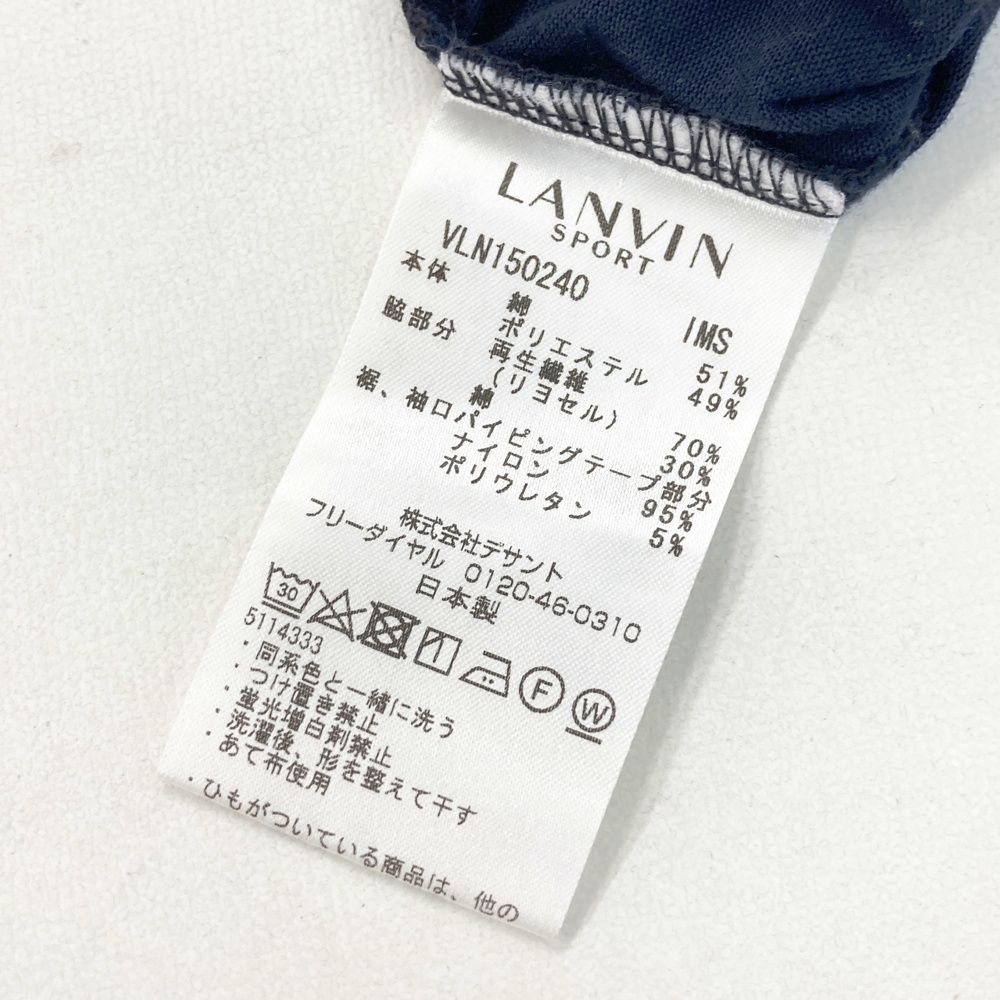 LANVIN
SPORT
VLN150240 IMS
本体 綿 51%
ポリエステル 49%
脇部分 再生繊維
(リヨセル) 70%
綿 30%
裾、袖口パイピングテープ部分
ナイロン 95%
ポリウレタン 5%
株式会社デサント
フリーダイヤル 0120-46-0310
日本製
30 F W
5114333
・同系色と一緒に洗う
・つけ置き禁止
・蛍光増白剤禁止
・洗濯後、形を整えて干す
・あて布使用
・ひもがついている商品は、他の